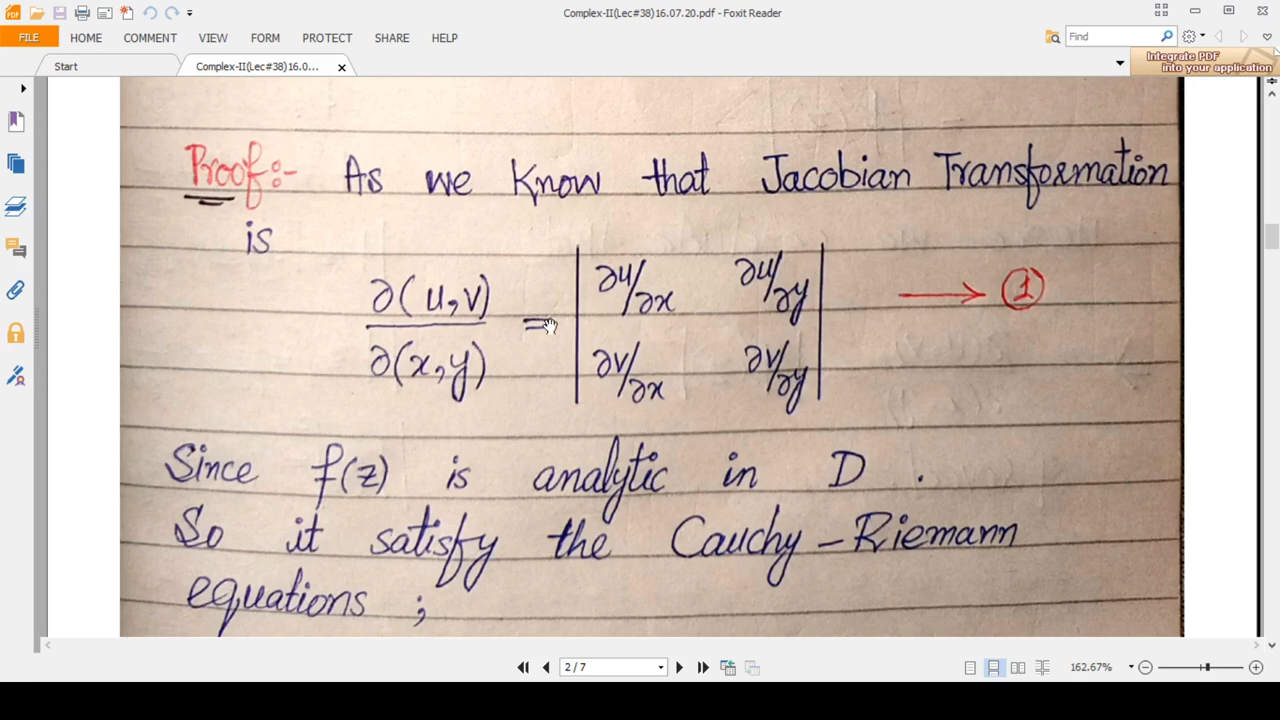 Complex-II(Lec#38)16.07.20.pdf - Foxit Reader
FILE HOME COMMENT VIEW FORM PROTECT SHARE HELP Find
Start Complex-II(Lec#38)16.0... Integrate PDF
into your application
Proof:- As we know that Jacobian Transformation
is
∂(u,v) / ∂(x,y) = | ∂u/∂x ∂u/∂y | → ①
| ∂v/∂x ∂v/∂y |
Since f(z) is analytic in D .
So it satisfy the Cauchy-Riemann
equations ;
2 / 7 162.67%